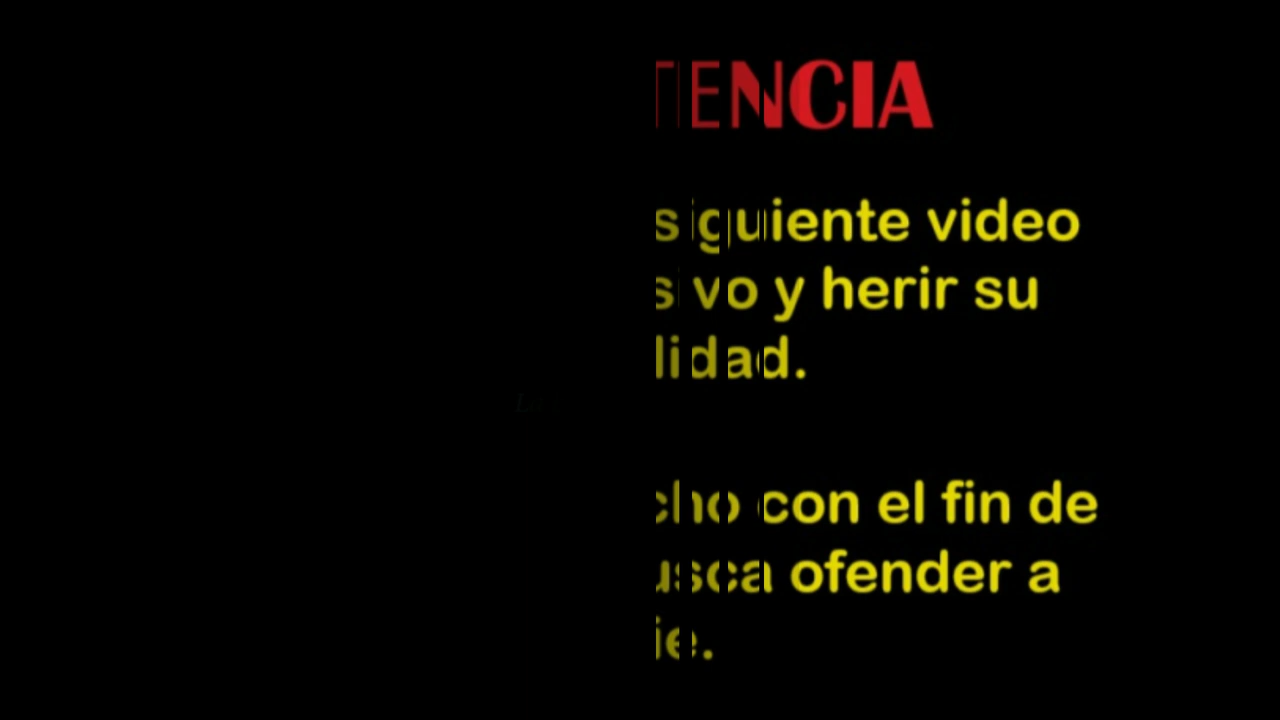 TENCIA
siguiente video
sivo y herir su
lidad.
cho con el fin de
usca ofender a
ie.